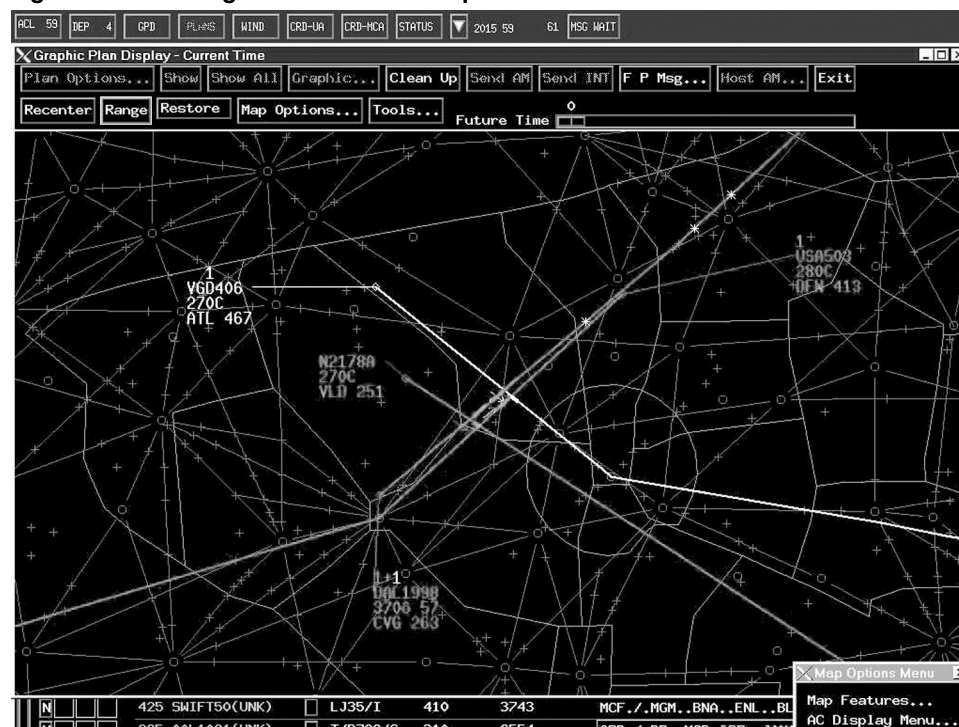 ACL 59 DEP 4 GPD PLANS WIND CRD-UA CRD-MCA STATUS 2015 59 61 MSG WAIT
Graphic Plan Display - Current Time
Plan Options... Show Show All Graphic... Clean Up Send AM Send INT F P Msg... Host AM... Exit
Recenter Range Restore Map Options... Tools... Future Time 0
1
USA503
280C
DFW 413
1
VGD406
270C
ATL 467
N2178A
270C
VLD 251
1+1
DAL1998
370B 57
CVG 263
Map Options Menu
Map Features...
AC Display Menu...
N 425 SWIFT50(UNK) LJ35/I 410 3743 MCF./.MGM..BNA..ENL..BL